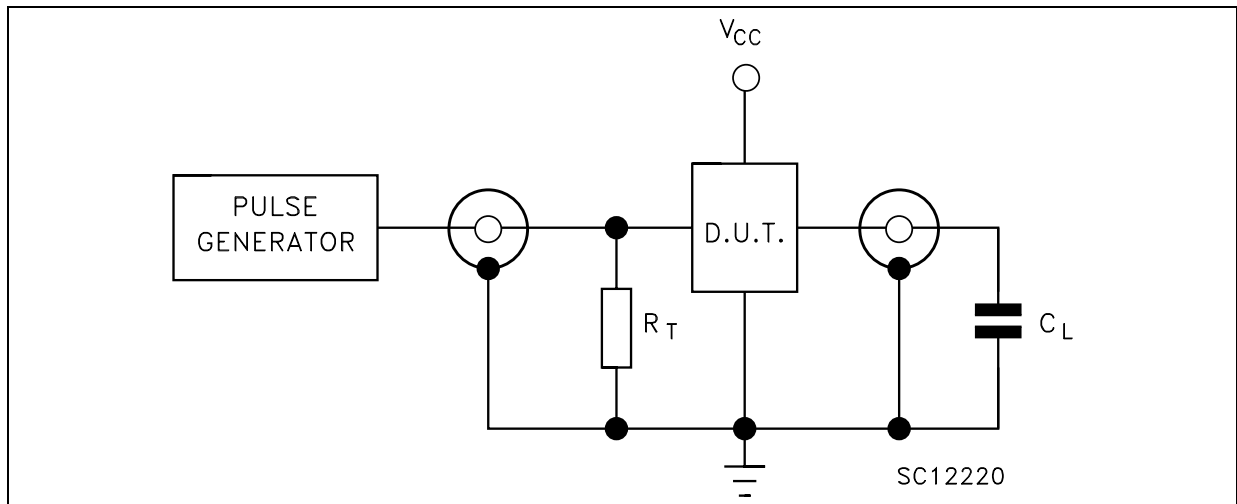 VCC
PULSE
GENERATOR
D.U.T.
RT
CL
SC12220